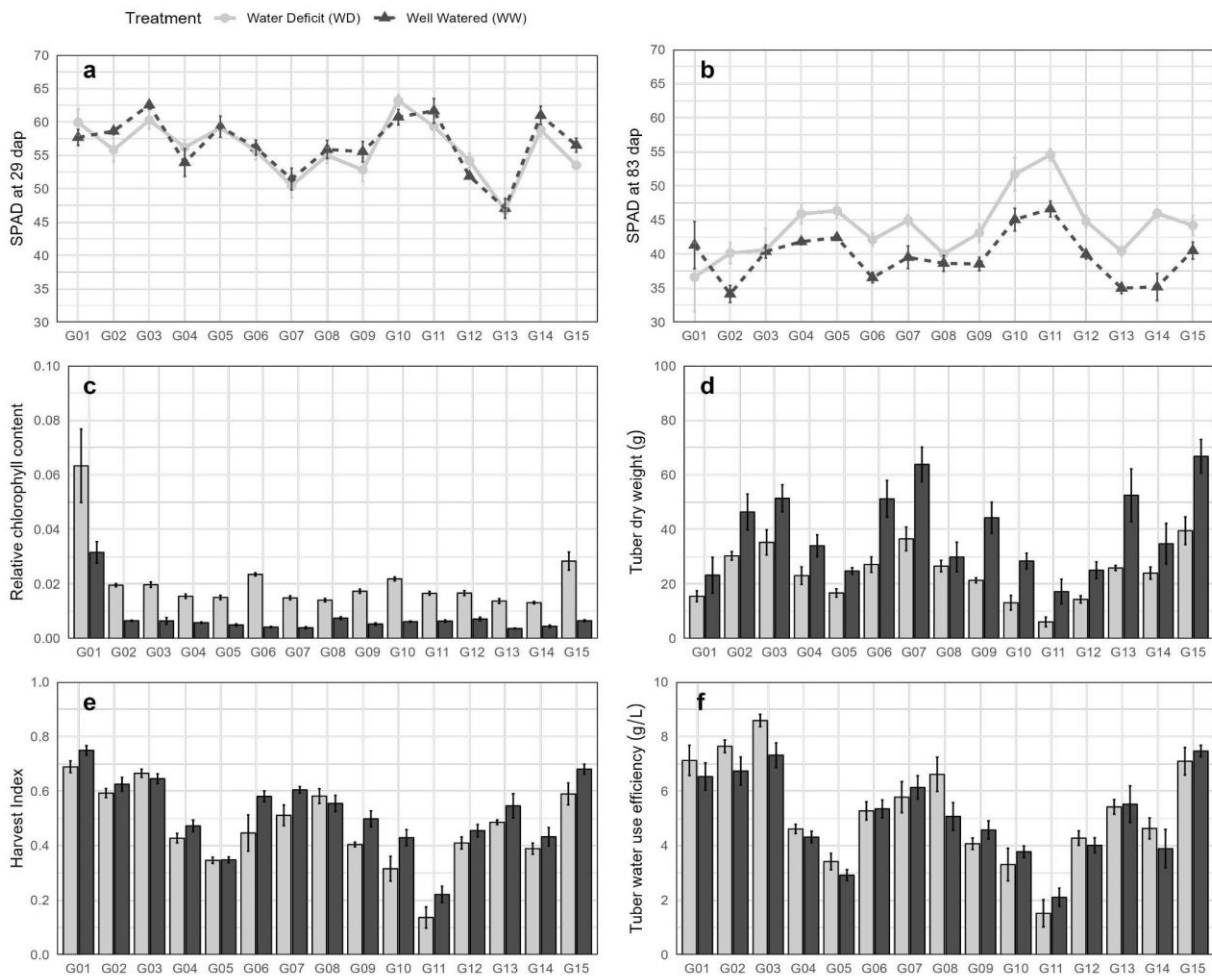 Treatment Water Deficit (WD) Well Watered (WW)
a
SPAD at 29 dap
70
65
60
55
50
45
40
35
30
G01 G02 G03 G04 G05 G06 G07 G08 G09 G10 G11 G12 G13 G14 G15
b
SPAD at 83 dap
70
65
60
55
50
45
40
35
30
G01 G02 G03 G04 G05 G06 G07 G08 G09 G10 G11 G12 G13 G14 G15
c
Relative chlorophyll content
0.10
0.08
0.06
0.04
0.02
0.00
G01 G02 G03 G04 G05 G06 G07 G08 G09 G10 G11 G12 G13 G14 G15
d
Tuber dry weight (g)
100
80
60
40
20
0
G01 G02 G03 G04 G05 G06 G07 G08 G09 G10 G11 G12 G13 G14 G15
e
Harvest Index
1.0
0.8
0.6
0.4
0.2
0.0
G01 G02 G03 G04 G05 G06 G07 G08 G09 G10 G11 G12 G13 G14 G15
f
Tuber water use efficiency (g/L)
10
8
6
4
2
0
G01 G02 G03 G04 G05 G06 G07 G08 G09 G10 G11 G12 G13 G14 G15